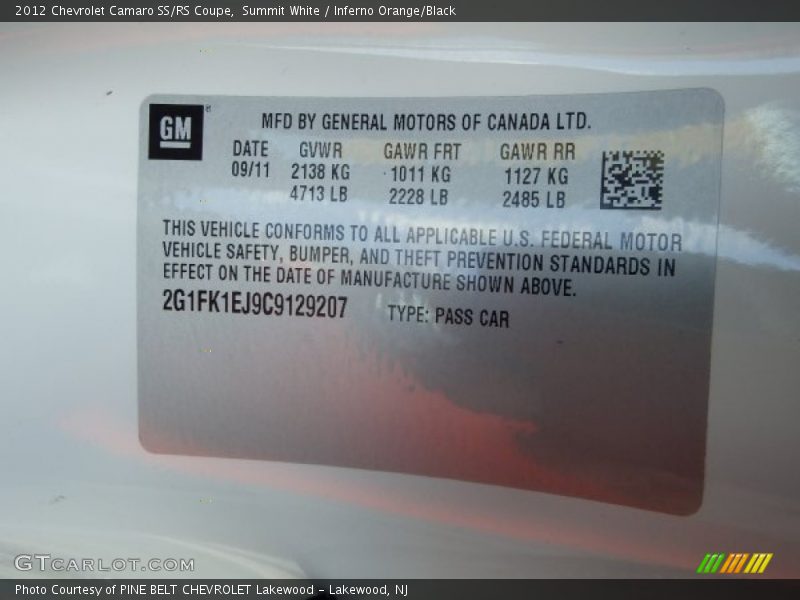 2012 Chevrolet Camaro SS/RS Coupe,  Summit White / Inferno Orange/Black
GM
®
MFD BY GENERAL MOTORS OF CANADA LTD.
DATE GVWR GAWR FRT GAWR RR
09/11 2138 KG 1011 KG 1127 KG
4713 LB 2228 LB 2485 LB
THIS VEHICLE CONFORMS TO ALL APPLICABLE U.S. FEDERAL MOTOR
VEHICLE SAFETY, BUMPER, AND THEFT PREVENTION STANDARDS IN
EFFECT ON THE DATE OF MANUFACTURE SHOWN ABOVE.
2G1FK1EJ9C9129207 TYPE: PASS CAR
GTCARLOT.COM
Photo Courtesy of PINE BELT CHEVROLET Lakewood - Lakewood, NJ